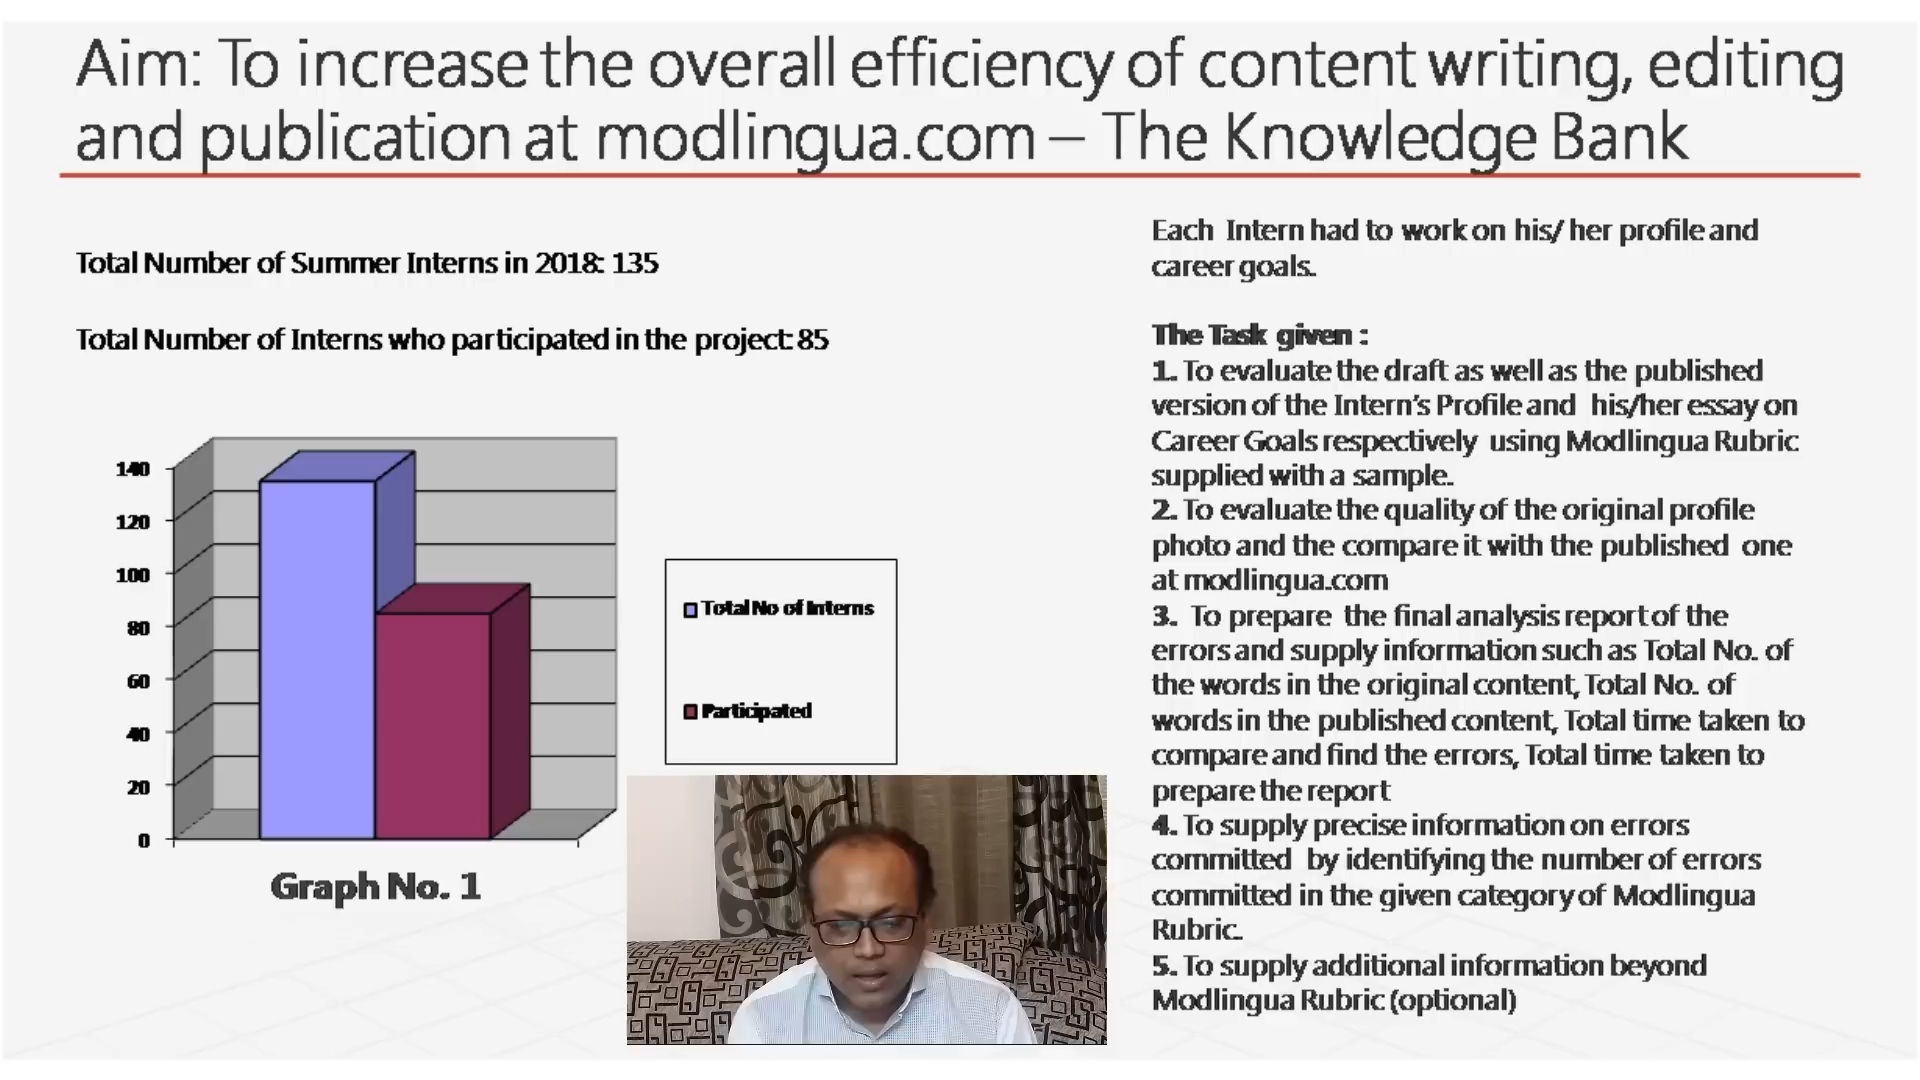 Aim: To increase the overall efficiency of content writing, editing
and publication at modlingua.com – The Knowledge Bank
Total Number of Summer Interns in 2018: 135
Total Number of Interns who participated in the project: 85
140
120
100
80
60
40
20
0
Total No of Interns
Participated
Graph No. 1
Each Intern had to work on his/ her profile and
career goals.
The Task given :
1. To evaluate the draft as well as the published
version of the Intern's Profile and his/her essay on
Career Goals respectively using Modlingua Rubric
supplied with a sample.
2. To evaluate the quality of the original profile
photo and the compare it with the published one
at modlingua.com
3. To prepare the final analysis report of the
errors and supply information such as Total No. of
the words in the original content, Total No. of
words in the published content, Total time taken to
compare and find the errors, Total time taken to
prepare the report
4. To supply precise information on errors
committed by identifying the number of errors
committed in the given category of Modlingua
Rubric.
5. To supply additional information beyond
Modlingua Rubric (optional)